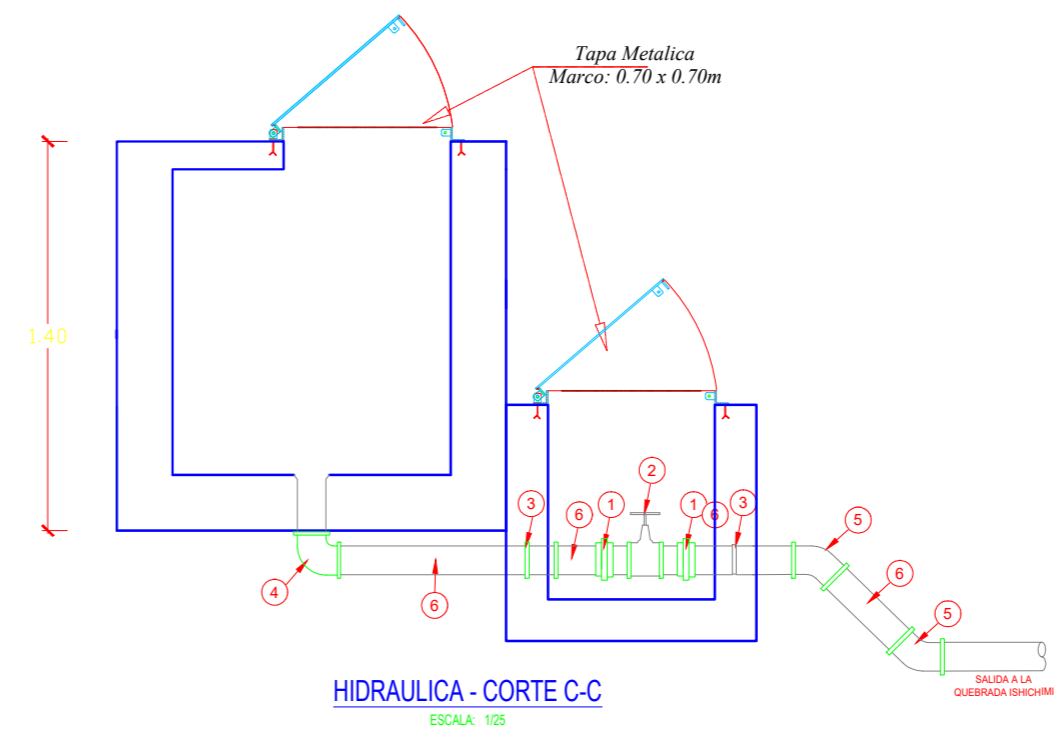 Tapa Metalica
Marco: 0.70 x 0.70m
1.40
2
3
6
1
1
6
3
5
6
5
4
6
SALIDA A LA
QUEBRADA ISHICHIMI
HIDRAULICA - CORTE C-C
ESCALA: 1/25